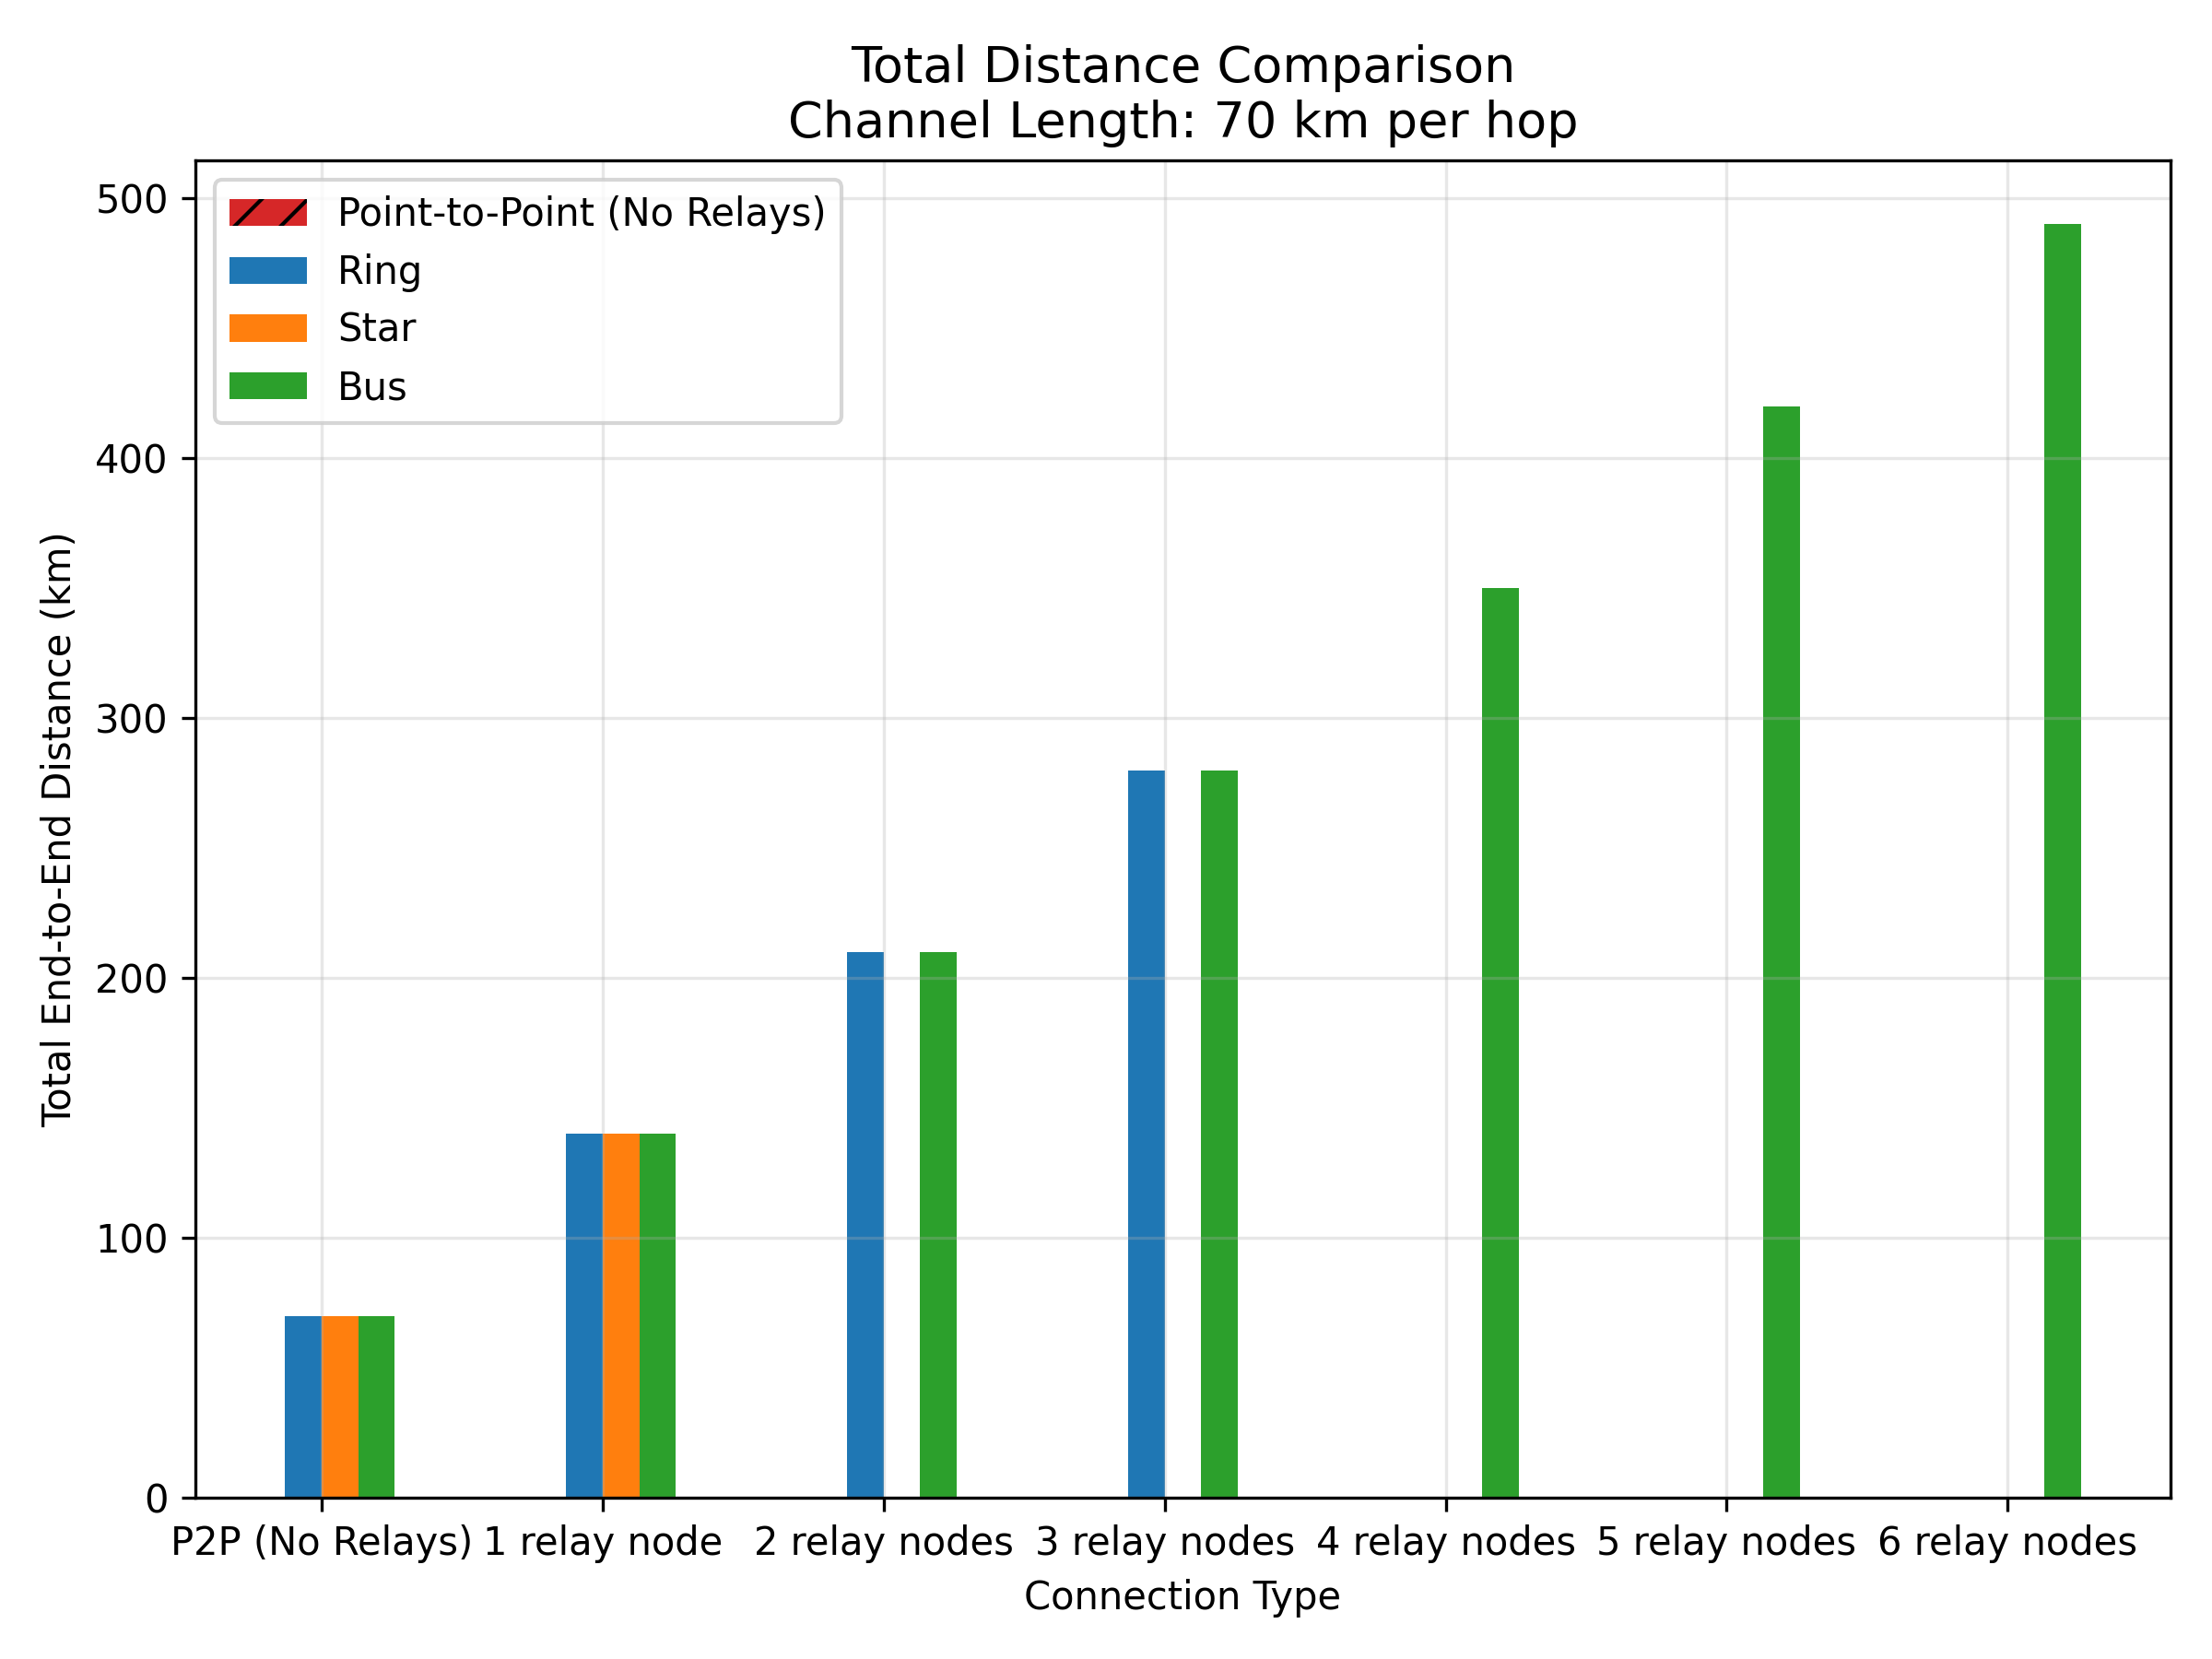 Total Distance Comparison
Channel Length: 70 km per hop
Point-to-Point (No Relays)
Ring
Star
Bus
Total End-to-End Distance (km)
500
400
300
200
100
0
P2P (No Relays) 1 relay node 2 relay nodes 3 relay nodes 4 relay nodes 5 relay nodes 6 relay nodes
Connection Type